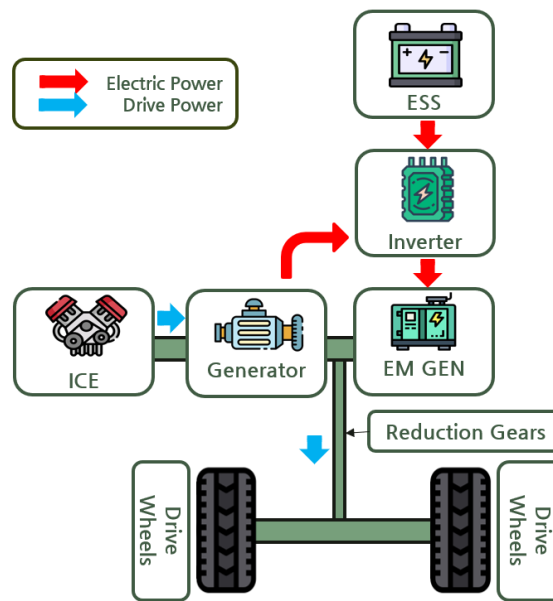 Electric Power
Drive Power
ESS
Inverter
ICE
Generator
EM GEN
Reduction Gears
Drive
Wheels
Drive
Wheels